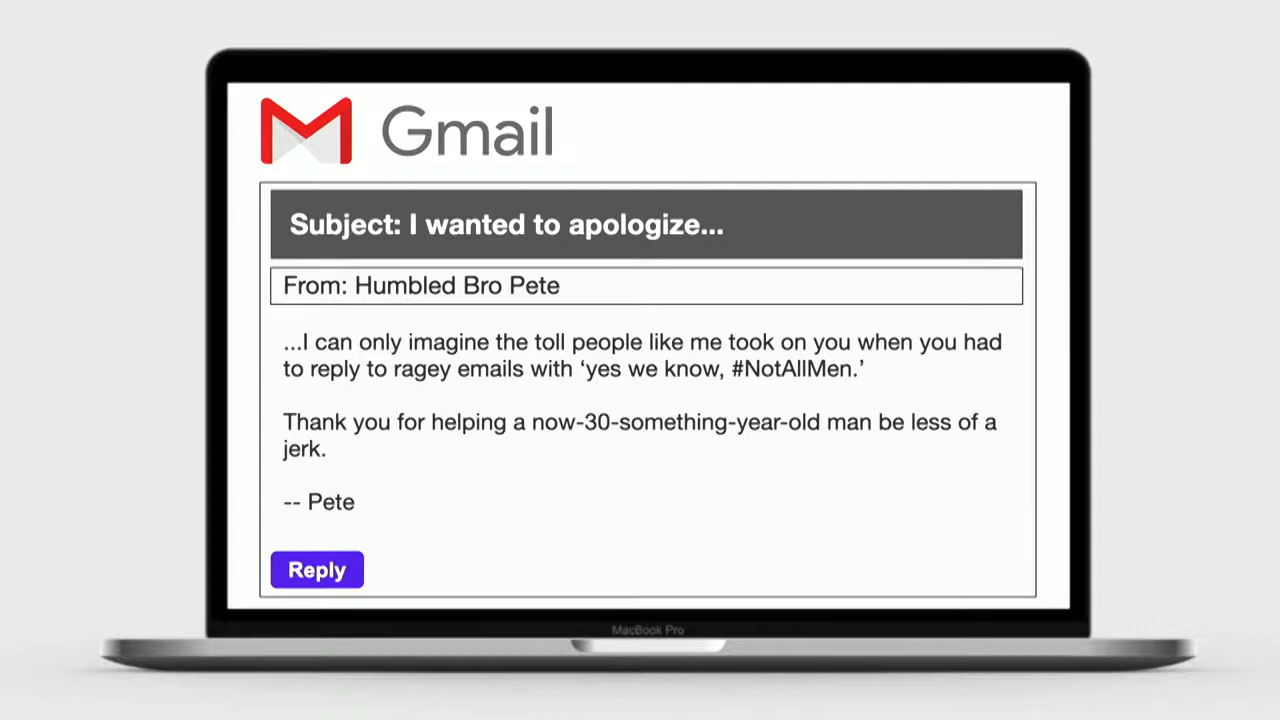 Gmail
Subject: I wanted to apologize...
From: Humbled Bro Pete
...I can only imagine the toll people like me took on you when you had
to reply to ragey emails with ‘yes we know, #NotAllMen.’
Thank you for helping a now-30-something-year-old man be less of a
jerk.
-- Pete
Reply
MacBook Pro